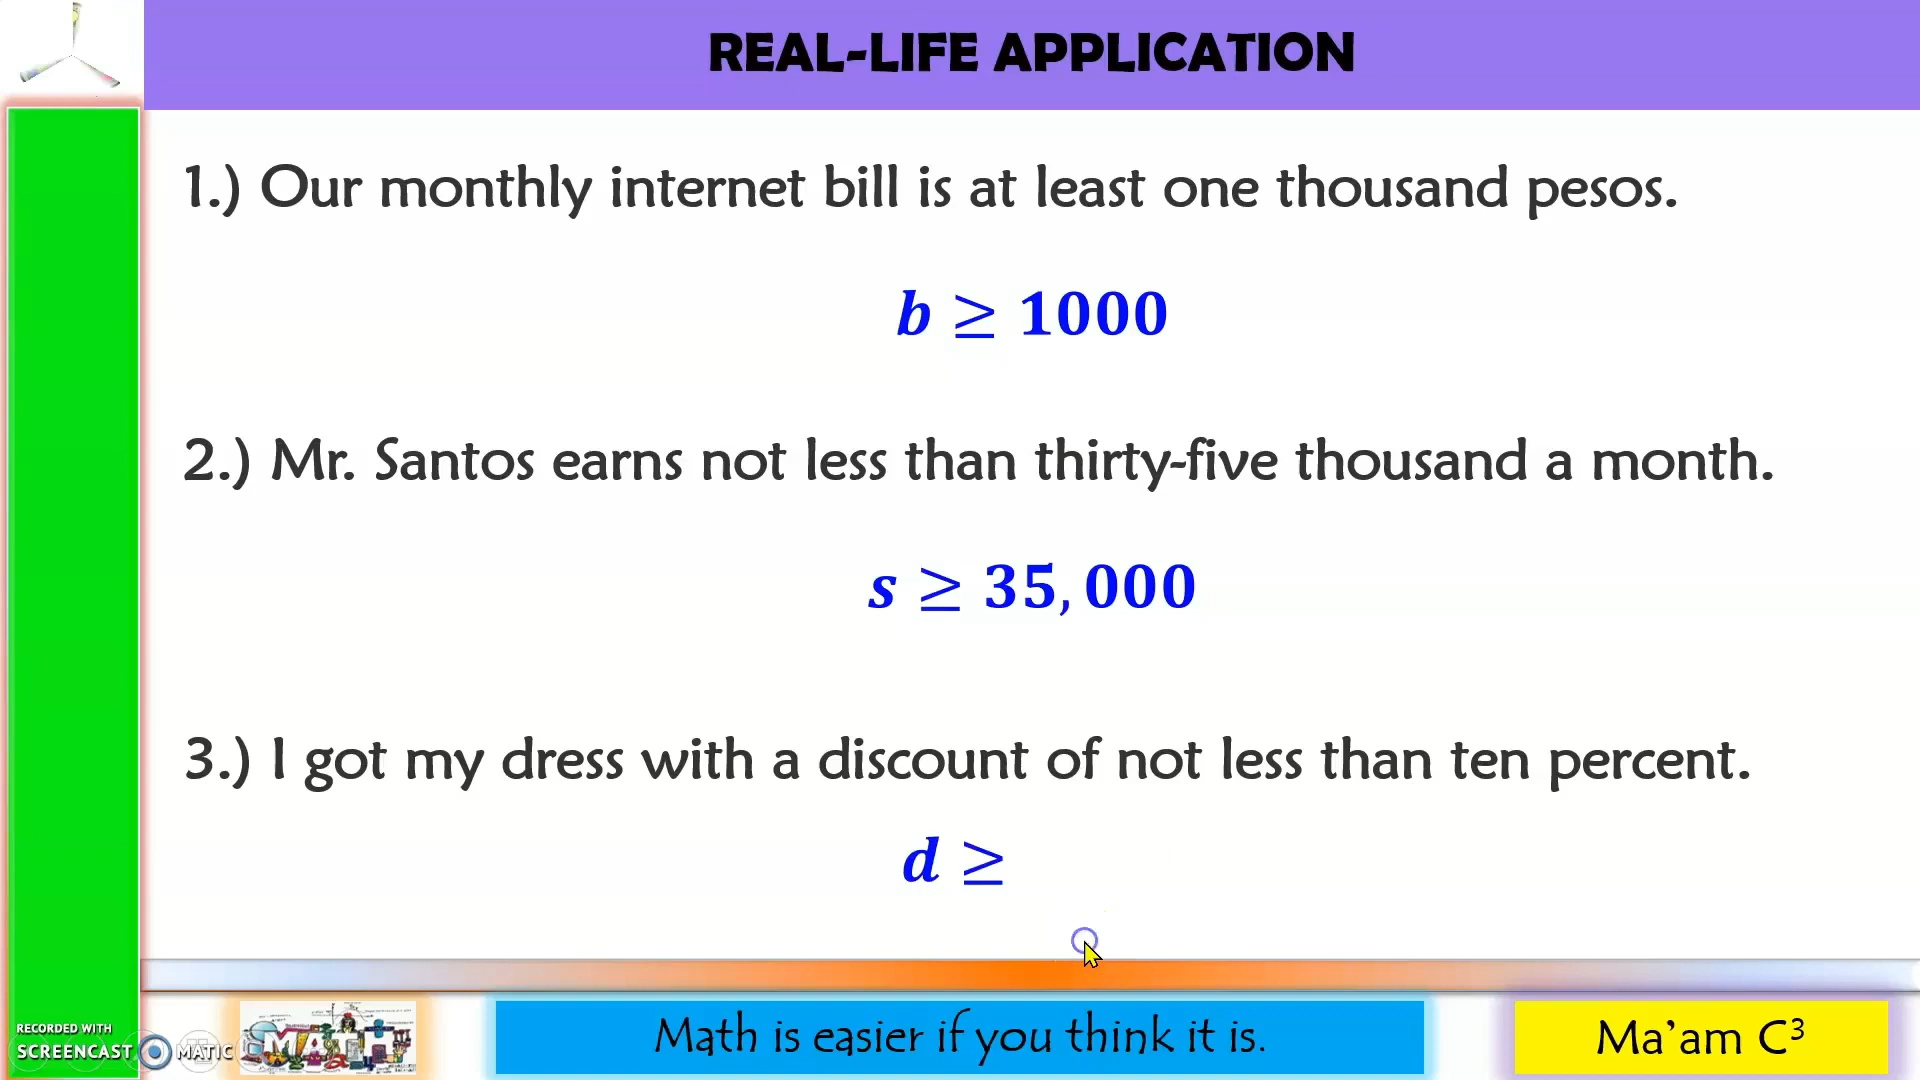 REAL-LIFE APPLICATION
1.) Our monthly internet bill is at least one thousand pesos.
b ≥ 1000
2.) Mr. Santos earns not less than thirty-five thousand a month.
s ≥ 35,000
3.) I got my dress with a discount of not less than ten percent.
d ≥
RECORDED WITH
SCREENCAST MATIC
MATH
Math is easier if you think it is.
Ma’am C³